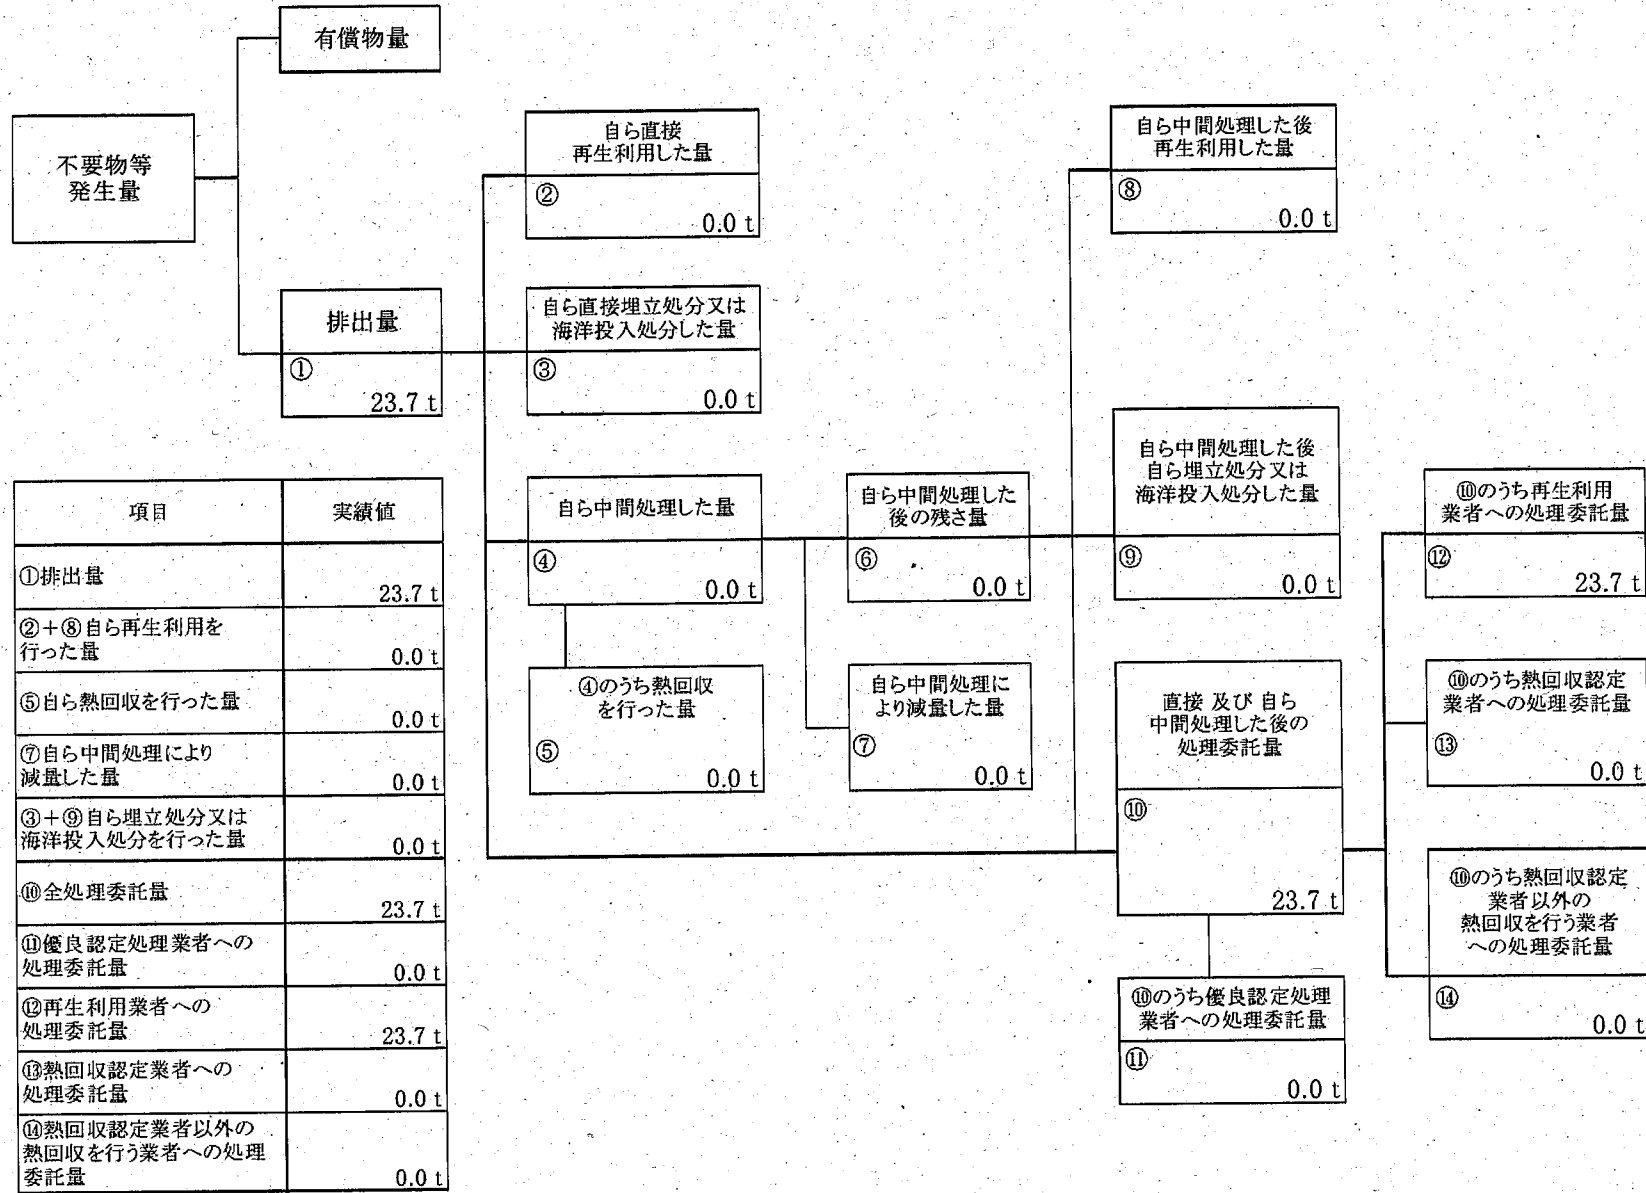 有償物量
不要物等
発生量
排出量
①
23.7 t
自ら直接
再生利用した量
②
0.0 t
自ら直接埋立処分又は
海洋投入処分した量
③
0.0 t
自ら中間処理した量
④
0.0 t
④のうち熱回収
を行った量
⑤
0.0 t
自ら中間処理した
後の残さ量
⑥
0.0 t
自ら中間処理に
より減量した量
⑦
0.0 t
自ら中間処理した後
再生利用した量
⑧
0.0 t
自ら中間処理した後
自ら埋立処分又は
海洋投入処分した量
⑨
0.0 t
直接 及び 自ら
中間処理した後の
処理委託量
⑩
23.7 t
⑩のうち優良認定処理
業者への処理委託量
⑪
0.0 t
⑩のうち再生利用
業者への処理委託量
⑫
23.7 t
⑩のうち熱回収認定
業者への処理委託量
⑬
0.0 t
⑩のうち熱回収認定
業者以外の
熱回収を行う業者
への処理委託量
⑭
0.0 t
項目 実績値
①排出量
23.7 t
②+⑧自ら再生利用を
行った量
0.0 t
⑤自ら熱回収を行った量
0.0 t
⑦自ら中間処理により
減量した量
0.0 t
③+⑨自ら埋立処分又は
海洋投入処分を行った量
0.0 t
⑩全処理委託量
23.7 t
⑪優良認定処理業者への
処理委託量
0.0 t
⑫再生利用業者への
処理委託量
23.7 t
⑬熱回収認定業者への
処理委託量
0.0 t
⑭熱回収認定業者以外の
熱回収を行う業者への処理
委託量
0.0 t